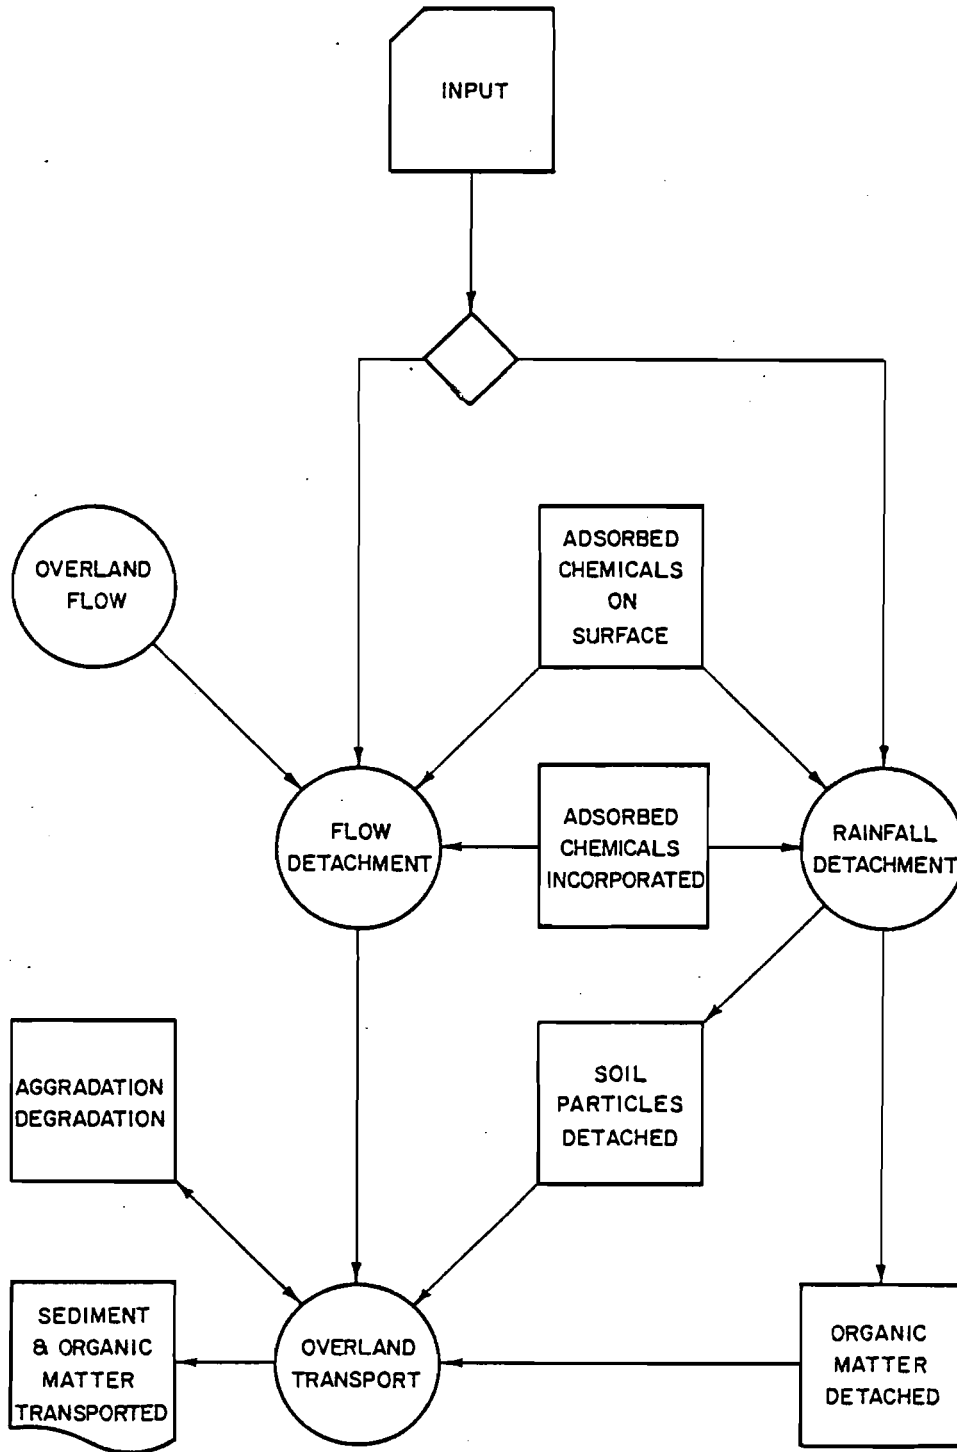 INPUT
OVERLAND
FLOW
ADSORBED
CHEMICALS
ON
SURFACE
FLOW
DETACHMENT
ADSORBED
CHEMICALS
INCORPORATED
RAINFALL
DETACHMENT
AGGRADATION
DEGRADATION
SOIL
PARTICLES
DETACHED
SEDIMENT
& ORGANIC
MATTER
TRANSPORTED
OVERLAND
TRANSPORT
ORGANIC
MATTER
DETACHED